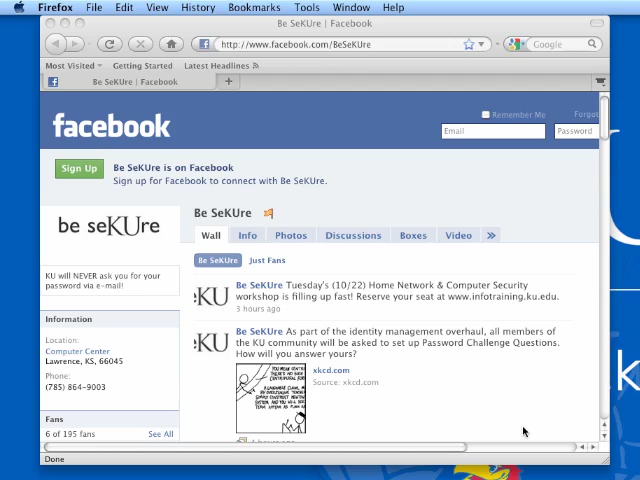 Firefox File Edit View History Bookmarks Tools Window Help
Be SeKUre | Facebook
http://www.facebook.com/BeSeKUre
Google
Most Visited Getting Started Latest Headlines
Be SeKUre | Facebook
Remember Me
Forgot
facebook
Email
Password
Sign Up
Be SeKUre is on Facebook
Sign up for Facebook to connect with Be SeKUre.
be seKUre
KU will NEVER ask you for your
password via e-mail!
Information
Location:
Computer Center
Lawrence, KS, 66045
Phone:
(785) 864-9003
Fans
6 of 195 fans See All
Be SeKUre
Wall Info Photos Discussions Boxes Video »
Be SeKUre Just Fans
eKU
Be SeKUre Tuesday's (10/22) Home Network & Computer Security
workshop is filling up fast! Reserve your seat at www.infotraining.ku.edu.
3 hours ago
eKU
Be SeKUre As part of the identity management overhaul, all members of
the KU community will be asked to set up Password Challenge Questions.
How will you answer yours?
xkcd.com
Source: xkcd.com
Done